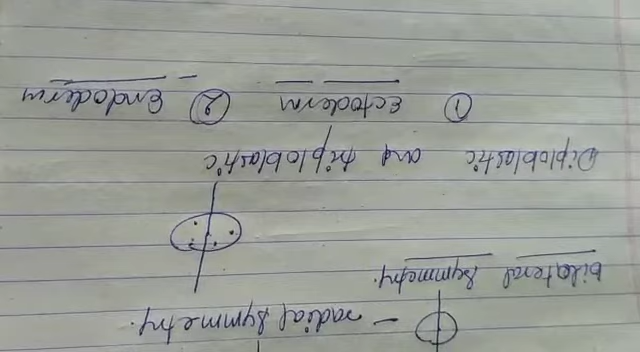 - radial symmetry.
bilateral symmetry.
Diploblastic and triploblastic
① Ectoderm ② Endoderm